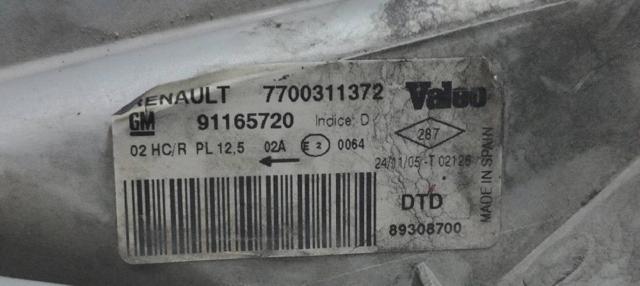 RENAULT 7700311372 Valeo
GM 91165720 Indice: D
287
02 HC/R PL 12,5 02A E2 0064
24/11/05 -T 02126
DTD
89308700
MADE IN SPAIN